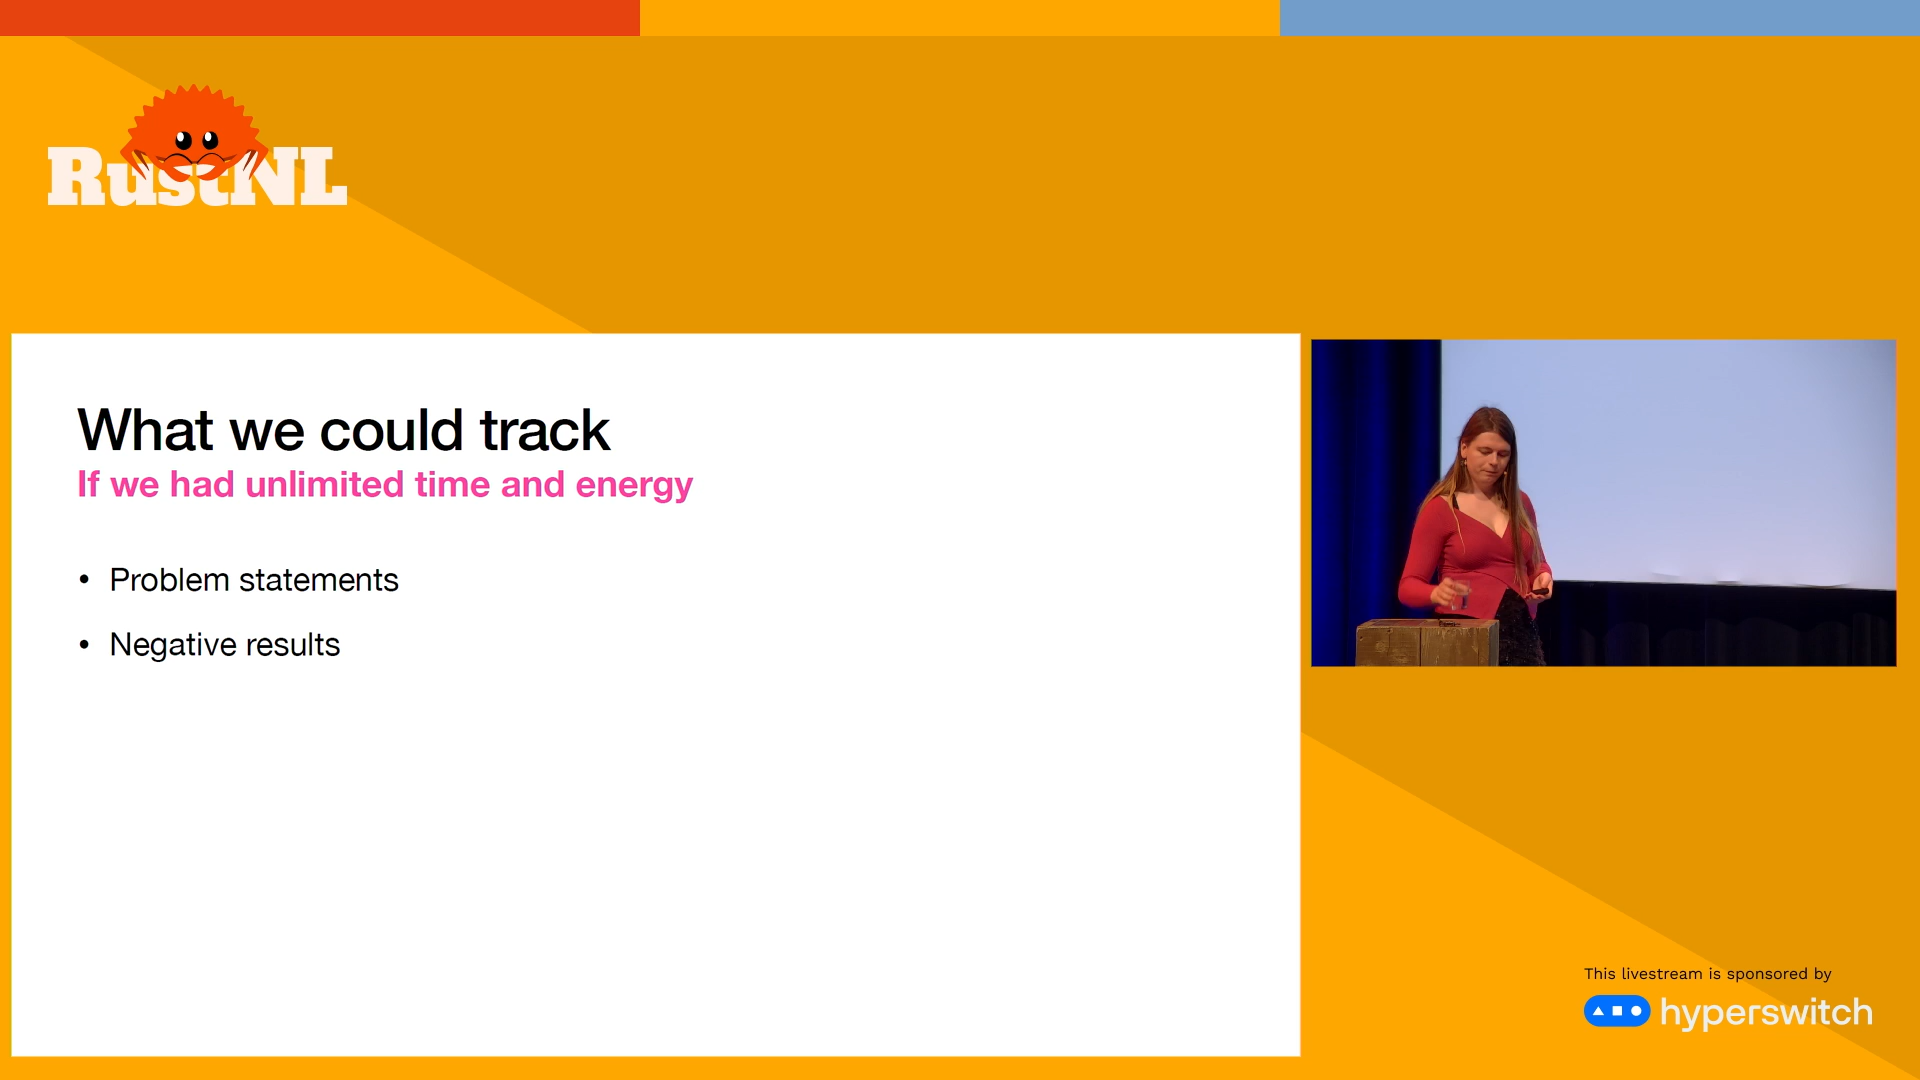 RustNL
What we could track
If we had unlimited time and energy
• Problem statements
• Negative results
This livestream is sponsored by
hyperswitch